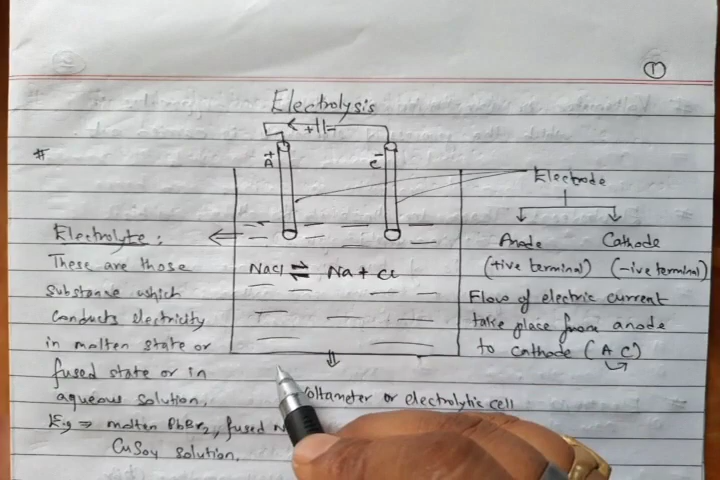 1
Electrolysis
+ -
#
+
A
-
C
Electrode
Electrolyte:
These are those
substance which
conducts electricity
in molten state or
fused state or in
aqueous solution.
E.g ⇒ molten PbBr2, fused
CuSO4 solution.
NaCl ⇌ Na + Cl
Anode Cathode
(+ive terminal) (-ive terminal)
Flow of electric current
take place from anode
to cathode (A C)
Voltameter or electrolytic cell